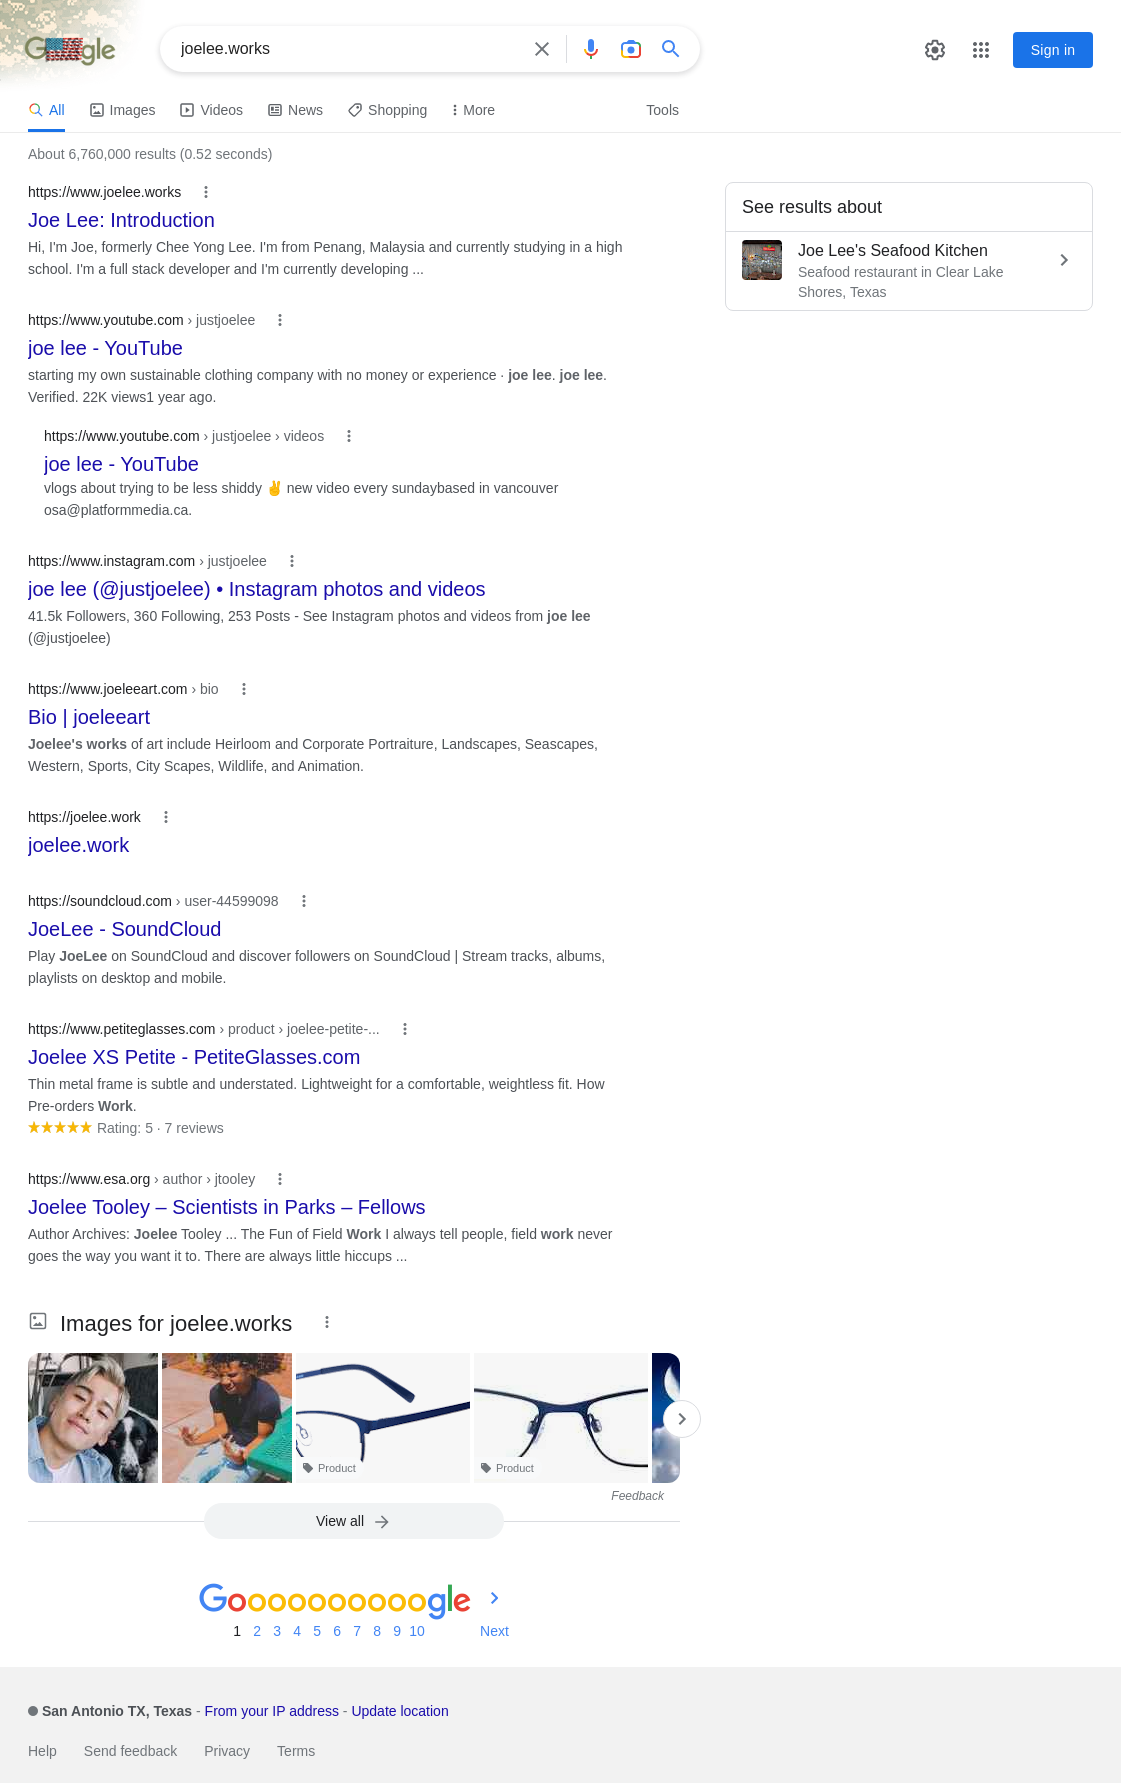 Google
joelee.works
Sign in
All
Images
Videos
News
Shopping
More
Tools
About 6,760,000 results (0.52 seconds)
https://www.joelee.works
Joe Lee: Introduction
Hi, I'm Joe, formerly Chee Yong Lee. I'm from Penang, Malaysia and currently studying in a high
school. I'm a full stack developer and I'm currently developing ...
See results about
Joe Lee's Seafood Kitchen
Seafood restaurant in Clear Lake
Shores, Texas
https://www.youtube.com › justjoelee
joe lee - YouTube
starting my own sustainable clothing company with no money or experience · joe lee. joe lee.
Verified. 22K views1 year ago.
https://www.youtube.com › justjoelee › videos
joe lee - YouTube
vlogs about trying to be less shiddy ✌️ new video every sundaybased in vancouver
osa@platformmedia.ca.
https://www.instagram.com › justjoelee
joe lee (@justjoelee) • Instagram photos and videos
41.5k Followers, 360 Following, 253 Posts - See Instagram photos and videos from joe lee
(@justjoelee)
https://www.joeleeart.com › bio
Bio | joeleeart
Joelee's works of art include Heirloom and Corporate Portraiture, Landscapes, Seascapes,
Western, Sports, City Scapes, Wildlife, and Animation.
https://joelee.work
joelee.work
https://soundcloud.com › user-44599098
JoeLee - SoundCloud
Play JoeLee on SoundCloud and discover followers on SoundCloud | Stream tracks, albums,
playlists on desktop and mobile.
https://www.petiteglasses.com › product › joelee-petite-...
Joelee XS Petite - PetiteGlasses.com
Thin metal frame is subtle and understated. Lightweight for a comfortable, weightless fit. How
Pre-orders Work.
Rating: 5 · 7 reviews
https://www.esa.org › author › jtooley
Joelee Tooley – Scientists in Parks – Fellows
Author Archives: Joelee Tooley ... The Fun of Field Work I always tell people, field work never
goes the way you want it to. There are always little hiccups ...
Images for joelee.works
Product
Product
Feedback
View all
Goooooooooogle
1 2 3 4 5 6 7 8 9 10 Next
San Antonio TX, Texas - From your IP address - Update location
Help Send feedback Privacy Terms